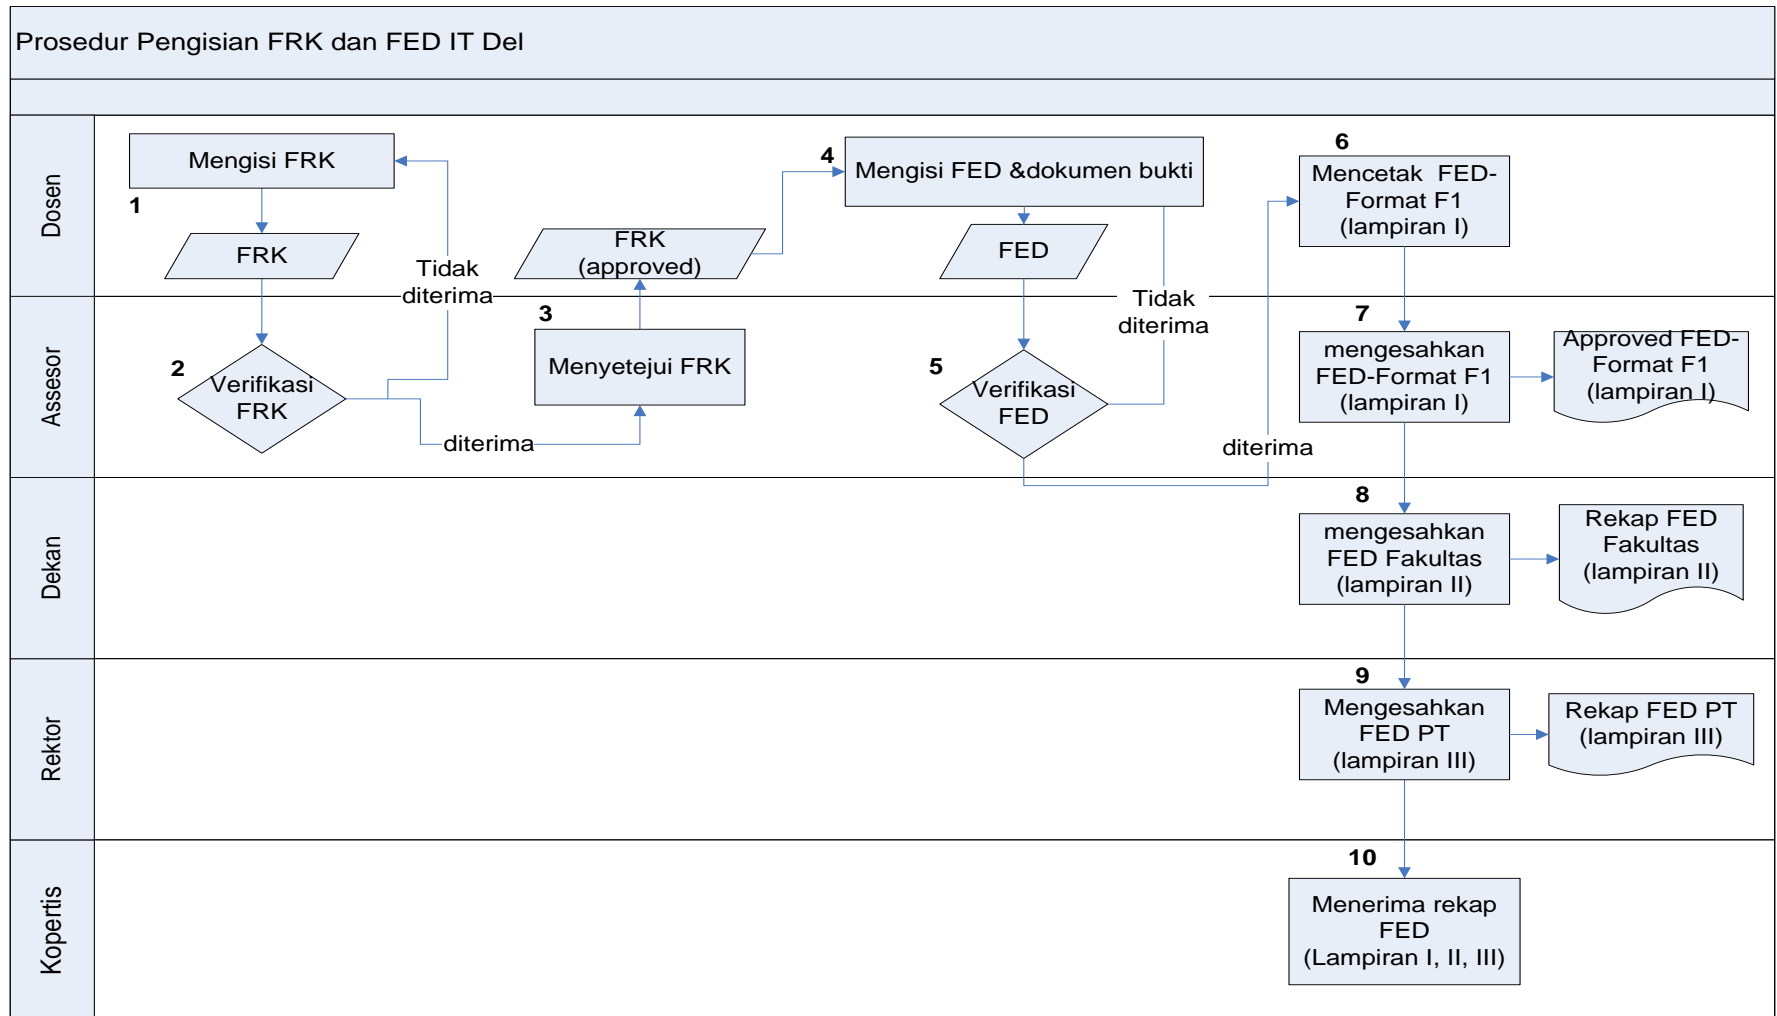 Prosedur Pengisian FRK dan FED IT Del
Dosen
Mengisi FRK
1
FRK
Tidak
diterima
FRK
(approved)
4
Mengisi FED &dokumen bukti
FED
6
Mencetak FED-
Format F1
(lampiran I)
Assesor
2
Verifikasi
FRK
diterima
3
Menyetejui FRK
5
Verifikasi
FED
Tidak
diterima
diterima
7
mengesahkan
FED-Format F1
(lampiran I)
Approved FED-
Format F1
(lampiran I)
Dekan
8
mengesahkan
FED Fakultas
(lampiran II)
Rekap FED
Fakultas
(lampiran II)
Rektor
9
Mengesahkan
FED PT
(lampiran III)
Rekap FED PT
(lampiran III)
Kopertis
10
Menerima rekap
FED
(Lampiran I, II, III)